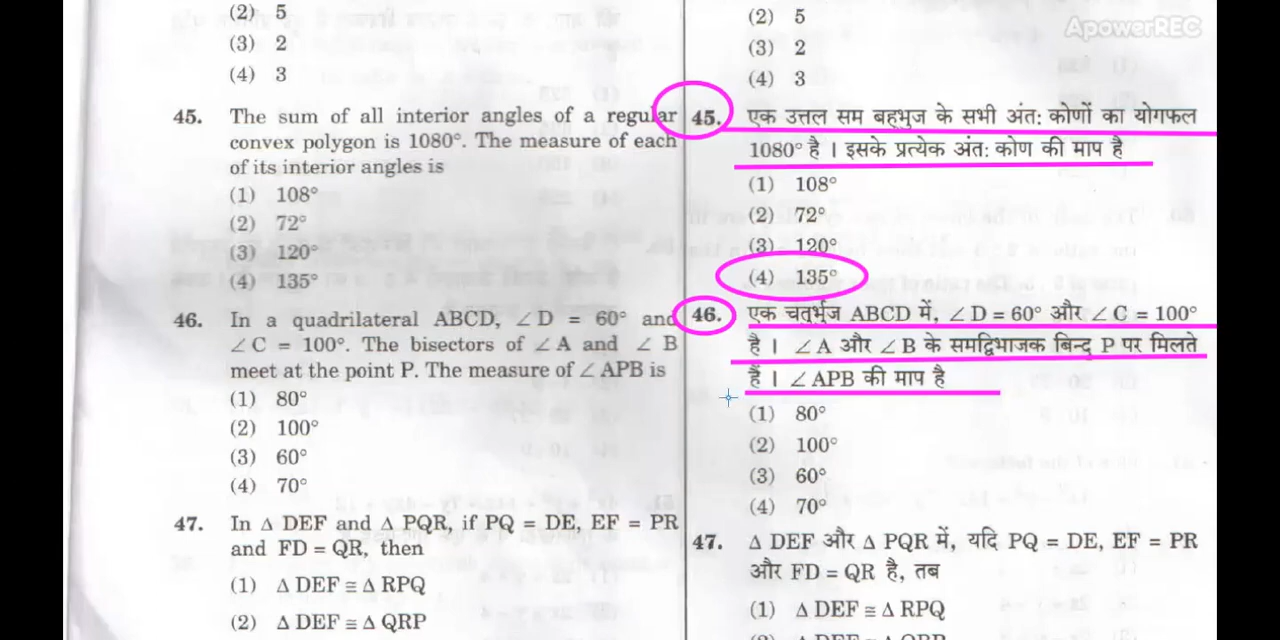 (2) 5
(3) 2
(4) 3
45. The sum of all interior angles of a regular
convex polygon is 1080°. The measure of each
of its interior angles is
(1) 108°
(2) 72°
(3) 120°
(4) 135°
46. In a quadrilateral ABCD, ∠D = 60° and
∠C = 100°. The bisectors of ∠A and ∠B
meet at the point P. The measure of ∠APB is
(1) 80°
(2) 100°
(3) 60°
(4) 70°
47. In Δ DEF and Δ PQR, if PQ = DE, EF = PR
and FD = QR, then
(1) Δ DEF ≅ Δ RPQ
(2) Δ DEF ≅ Δ QRP
ApowerREC
(2) 5
(3) 2
(4) 3
45. एक उत्तल सम बहुभुज के सभी अंत: कोणों का योगफल
1080° है । इसके प्रत्येक अंत: कोण की माप है
(1) 108°
(2) 72°
(3) 120°
(4) 135°
46. एक चतुर्भुज ABCD में, ∠D = 60° और ∠C = 100°
है । ∠A और ∠B के समद्विभाजक बिन्दु P पर मिलते
हैं । ∠APB की माप है
(1) 80°
(2) 100°
(3) 60°
(4) 70°
47. Δ DEF और Δ PQR में, यदि PQ = DE, EF = PR
और FD = QR है, तब
(1) Δ DEF ≅ Δ RPQ